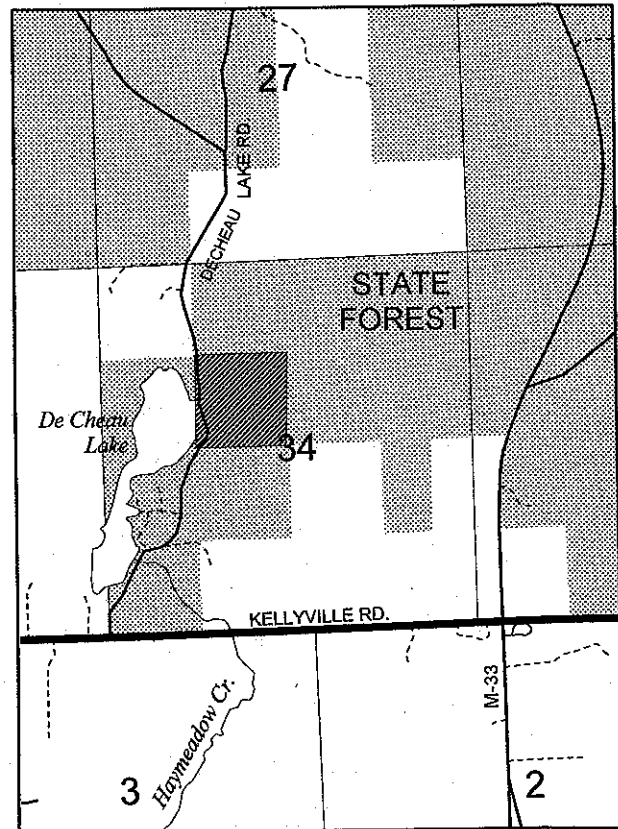 27
DECHEAU LAKE RD.
STATE
FOREST
De Cheau
Lake
34
KELLYVILLE RD.
M-33
Haymeadow Cr.
3
2